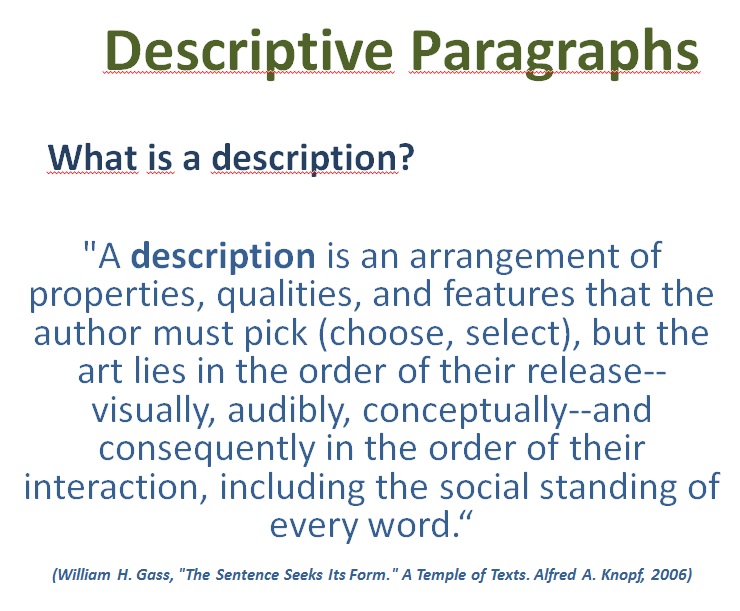 Descriptive Paragraphs
What is a description?
"A description is an arrangement of
properties, qualities, and features that the
author must pick (choose, select), but the
art lies in the order of their release--
visually, audibly, conceptually--and
consequently in the order of their
interaction, including the social standing of
every word.“
(William H. Gass, "The Sentence Seeks Its Form." A Temple of Texts. Alfred A. Knopf, 2006)